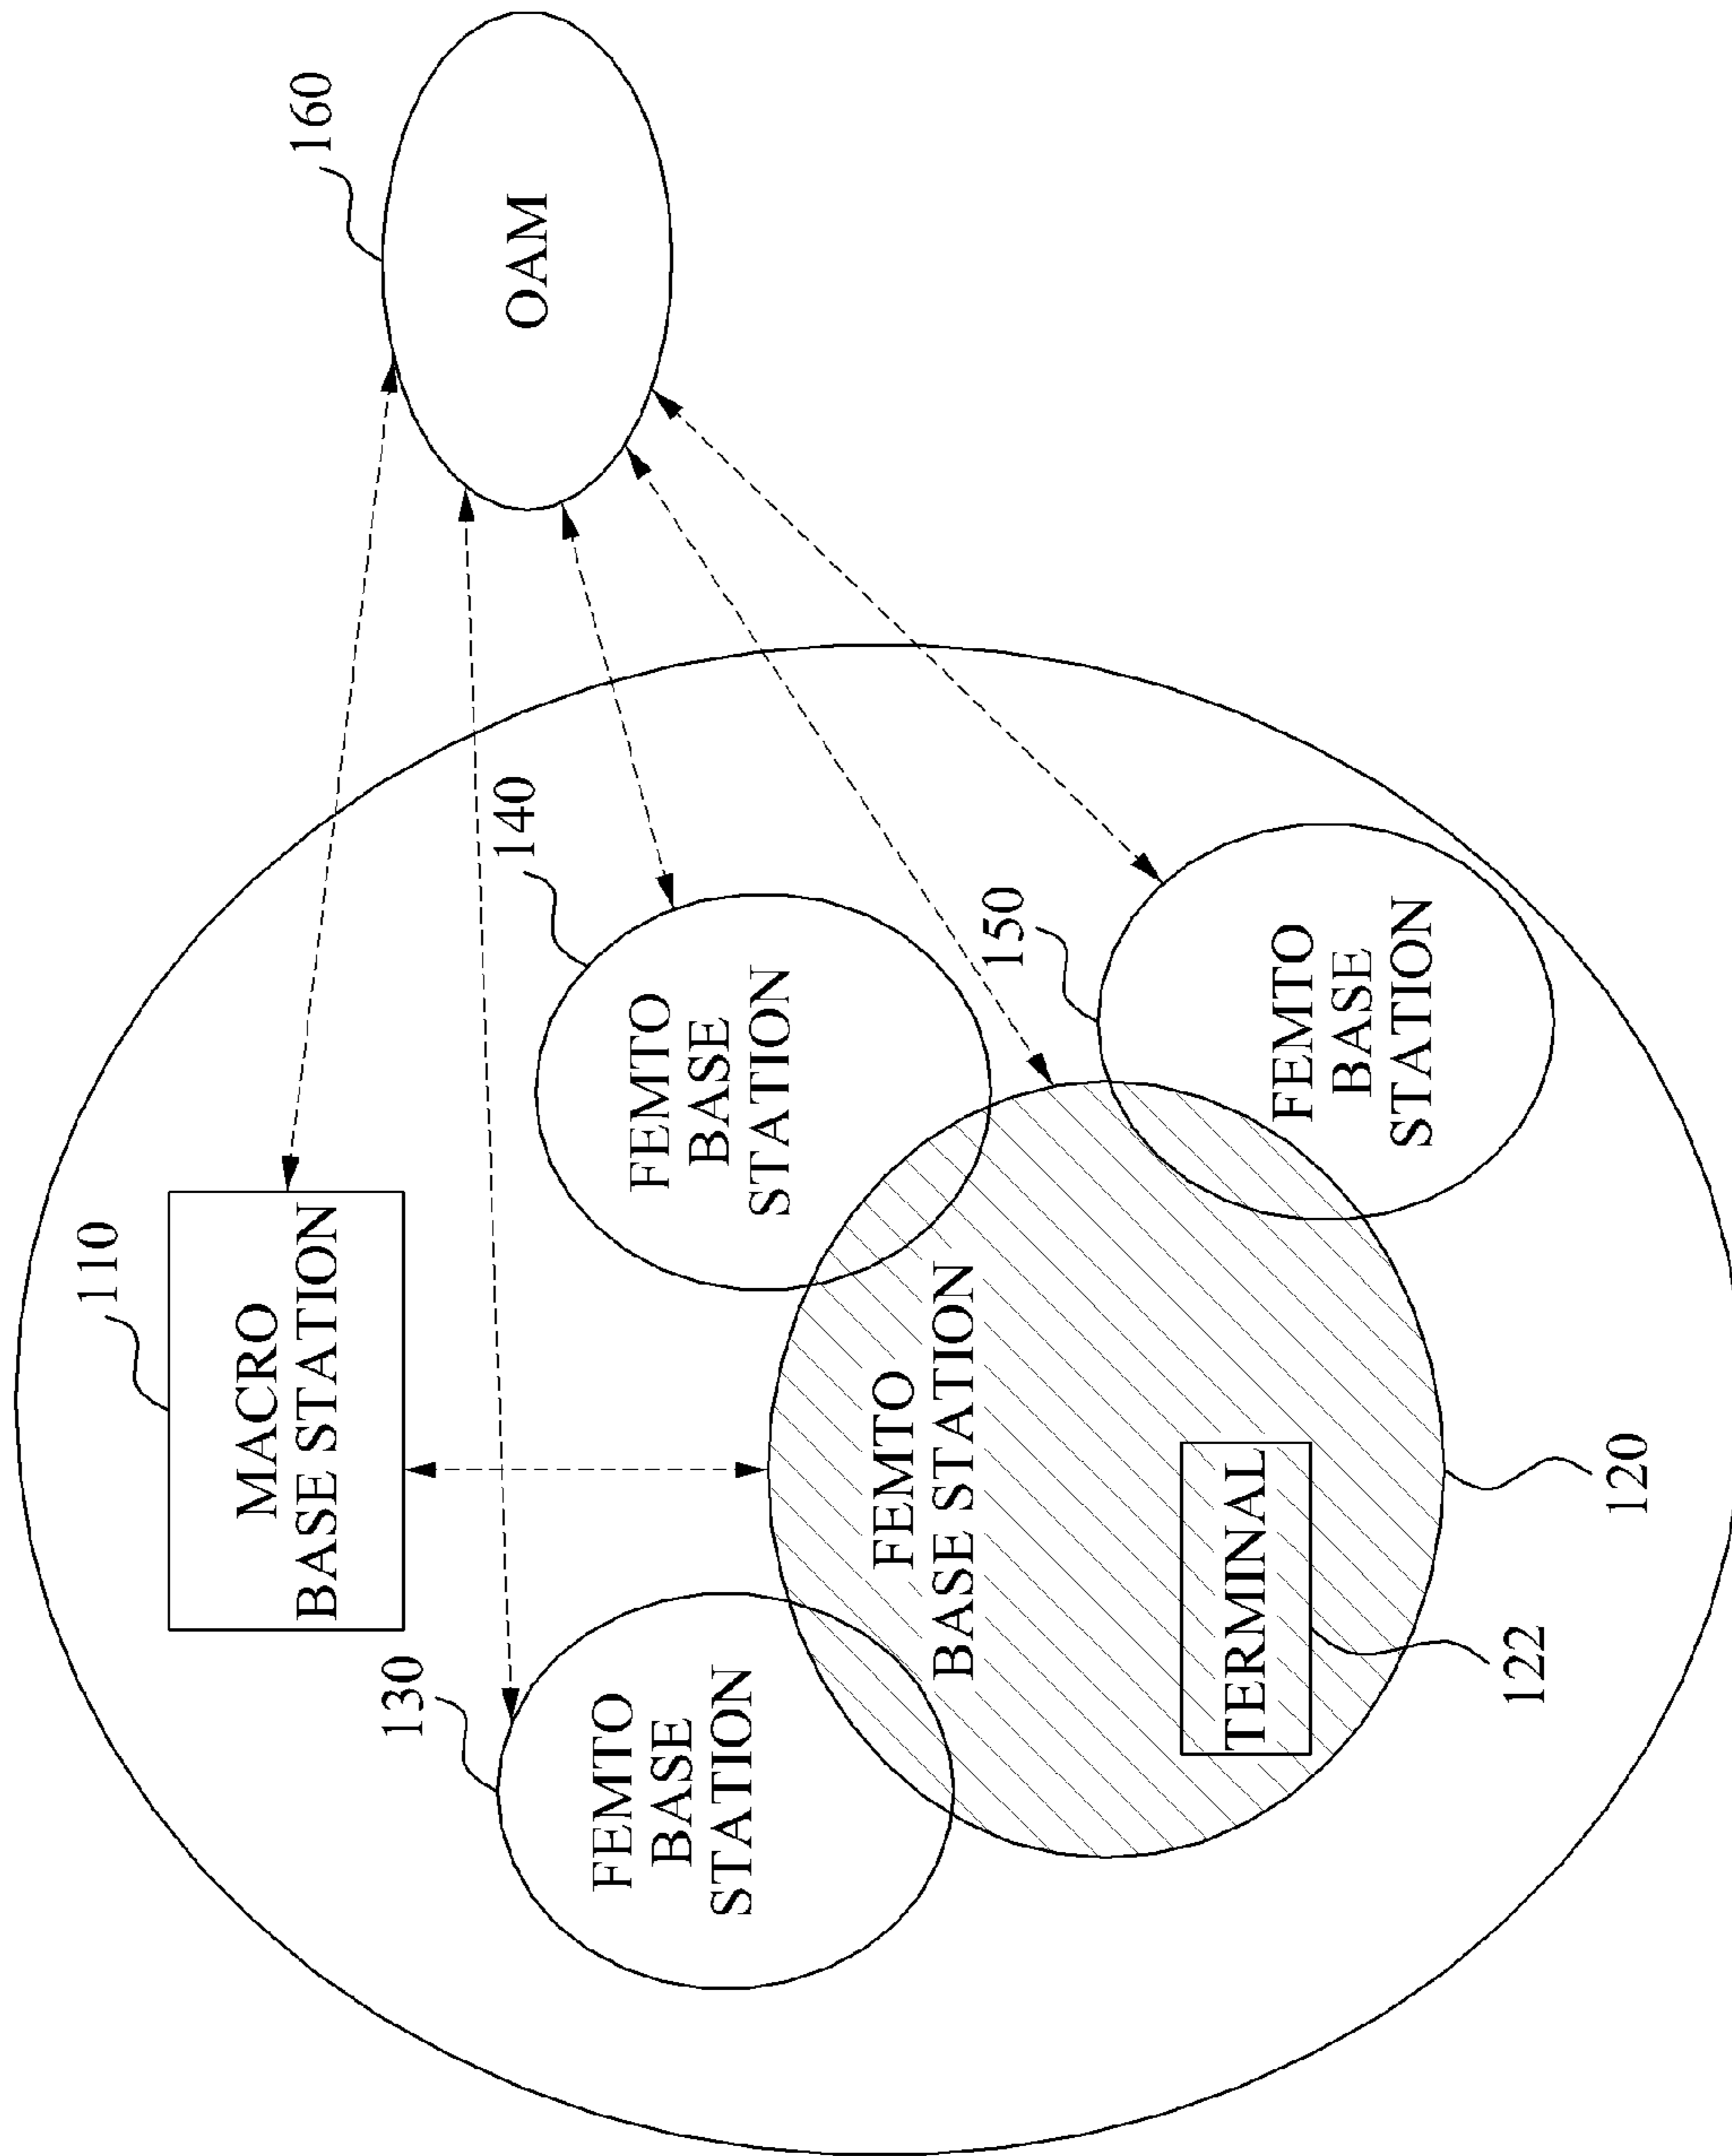 110
MACRO
BASE STATION
160
OAM
130
FEMTO
BASE
STATION
140
FEMTO
BASE
STATION
FEMTO
BASE STATION
150
FEMTO
BASE
STATION
TERMINAL
122
120